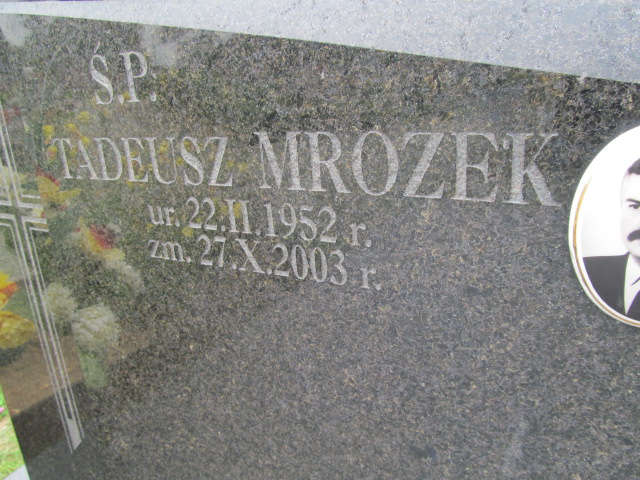 Ś.P.
TADEUSZ MROZEK
ur. 22.II.1952 r.
zm. 27.X.2003 r.